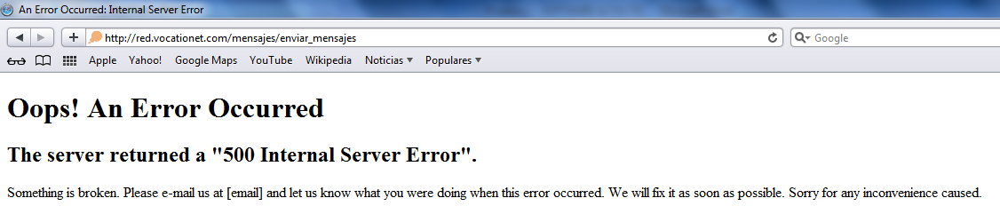 An Error Occurred: Internal Server Error
http://red.vocationet.com/mensajes/enviar_mensajes
Google
Apple Yahoo! Google Maps YouTube Wikipedia Noticias Populares
Oops! An Error Occurred
The server returned a "500 Internal Server Error".
Something is broken. Please e-mail us at [email] and let us know what you were doing when this error occurred. We will fix it as soon as possible. Sorry for any inconvenience caused.